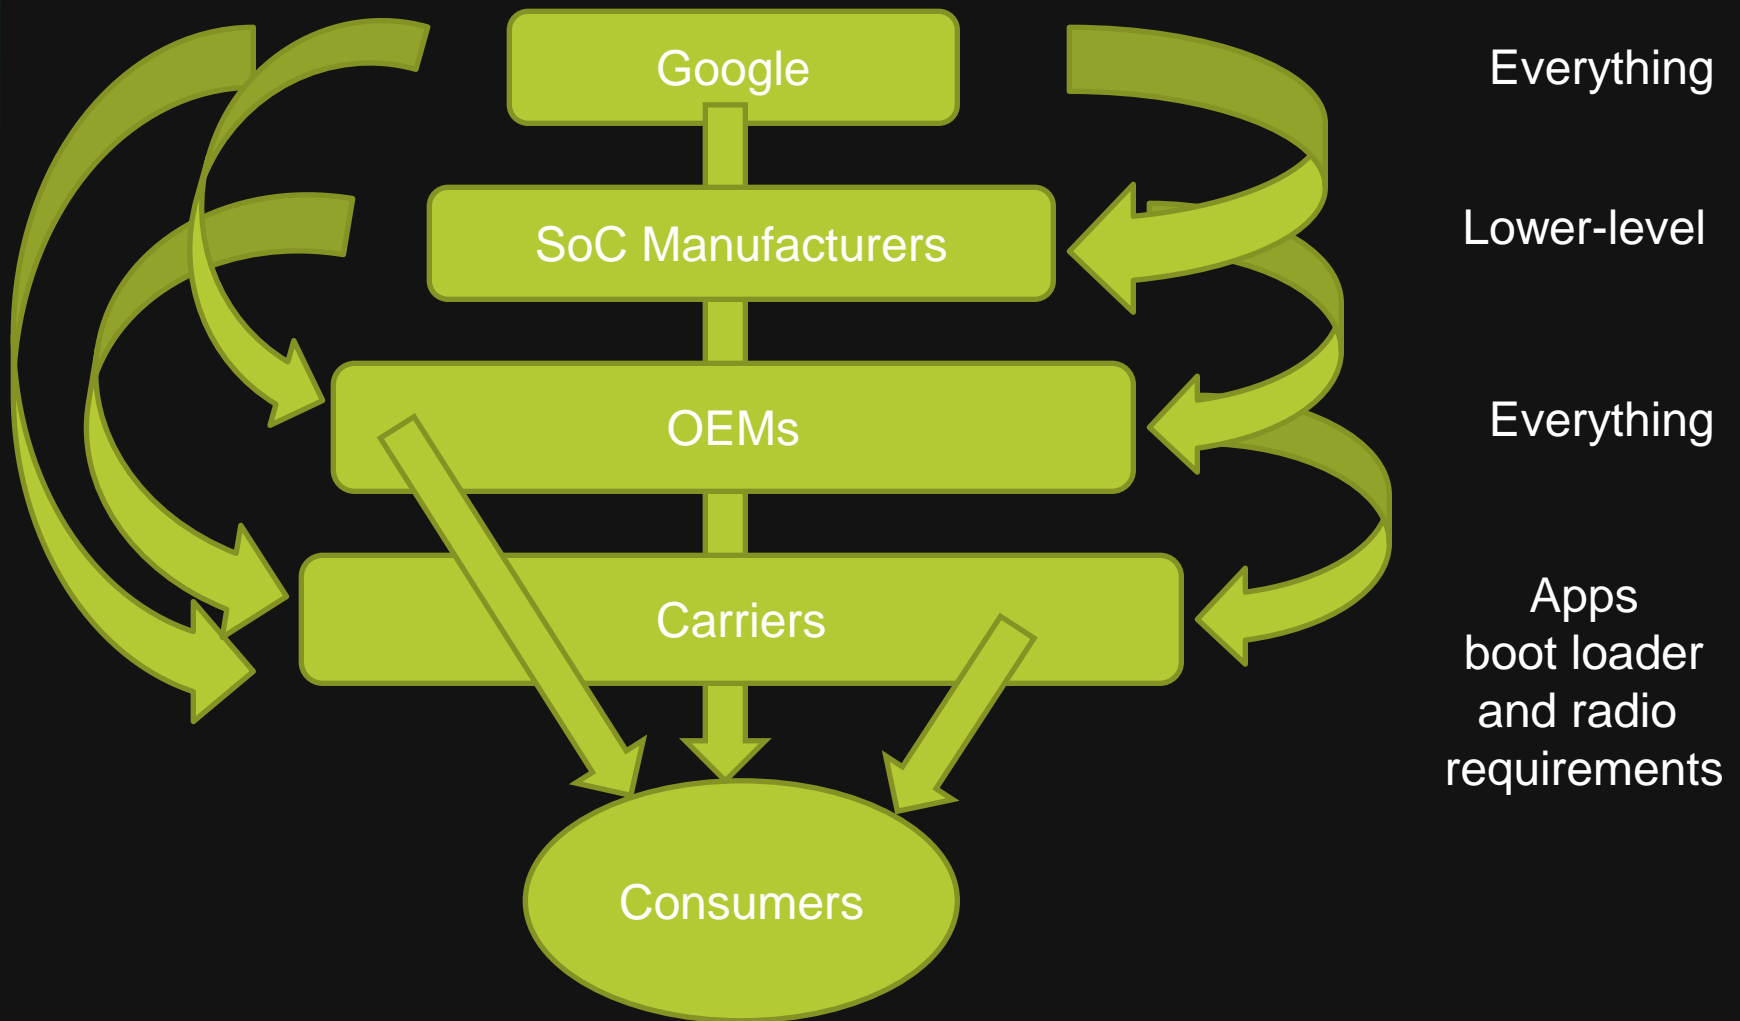 Google
Everything
SoC Manufacturers
Lower-level
OEMs
Everything
Carriers
Apps
boot loader
and radio
requirements
Consumers